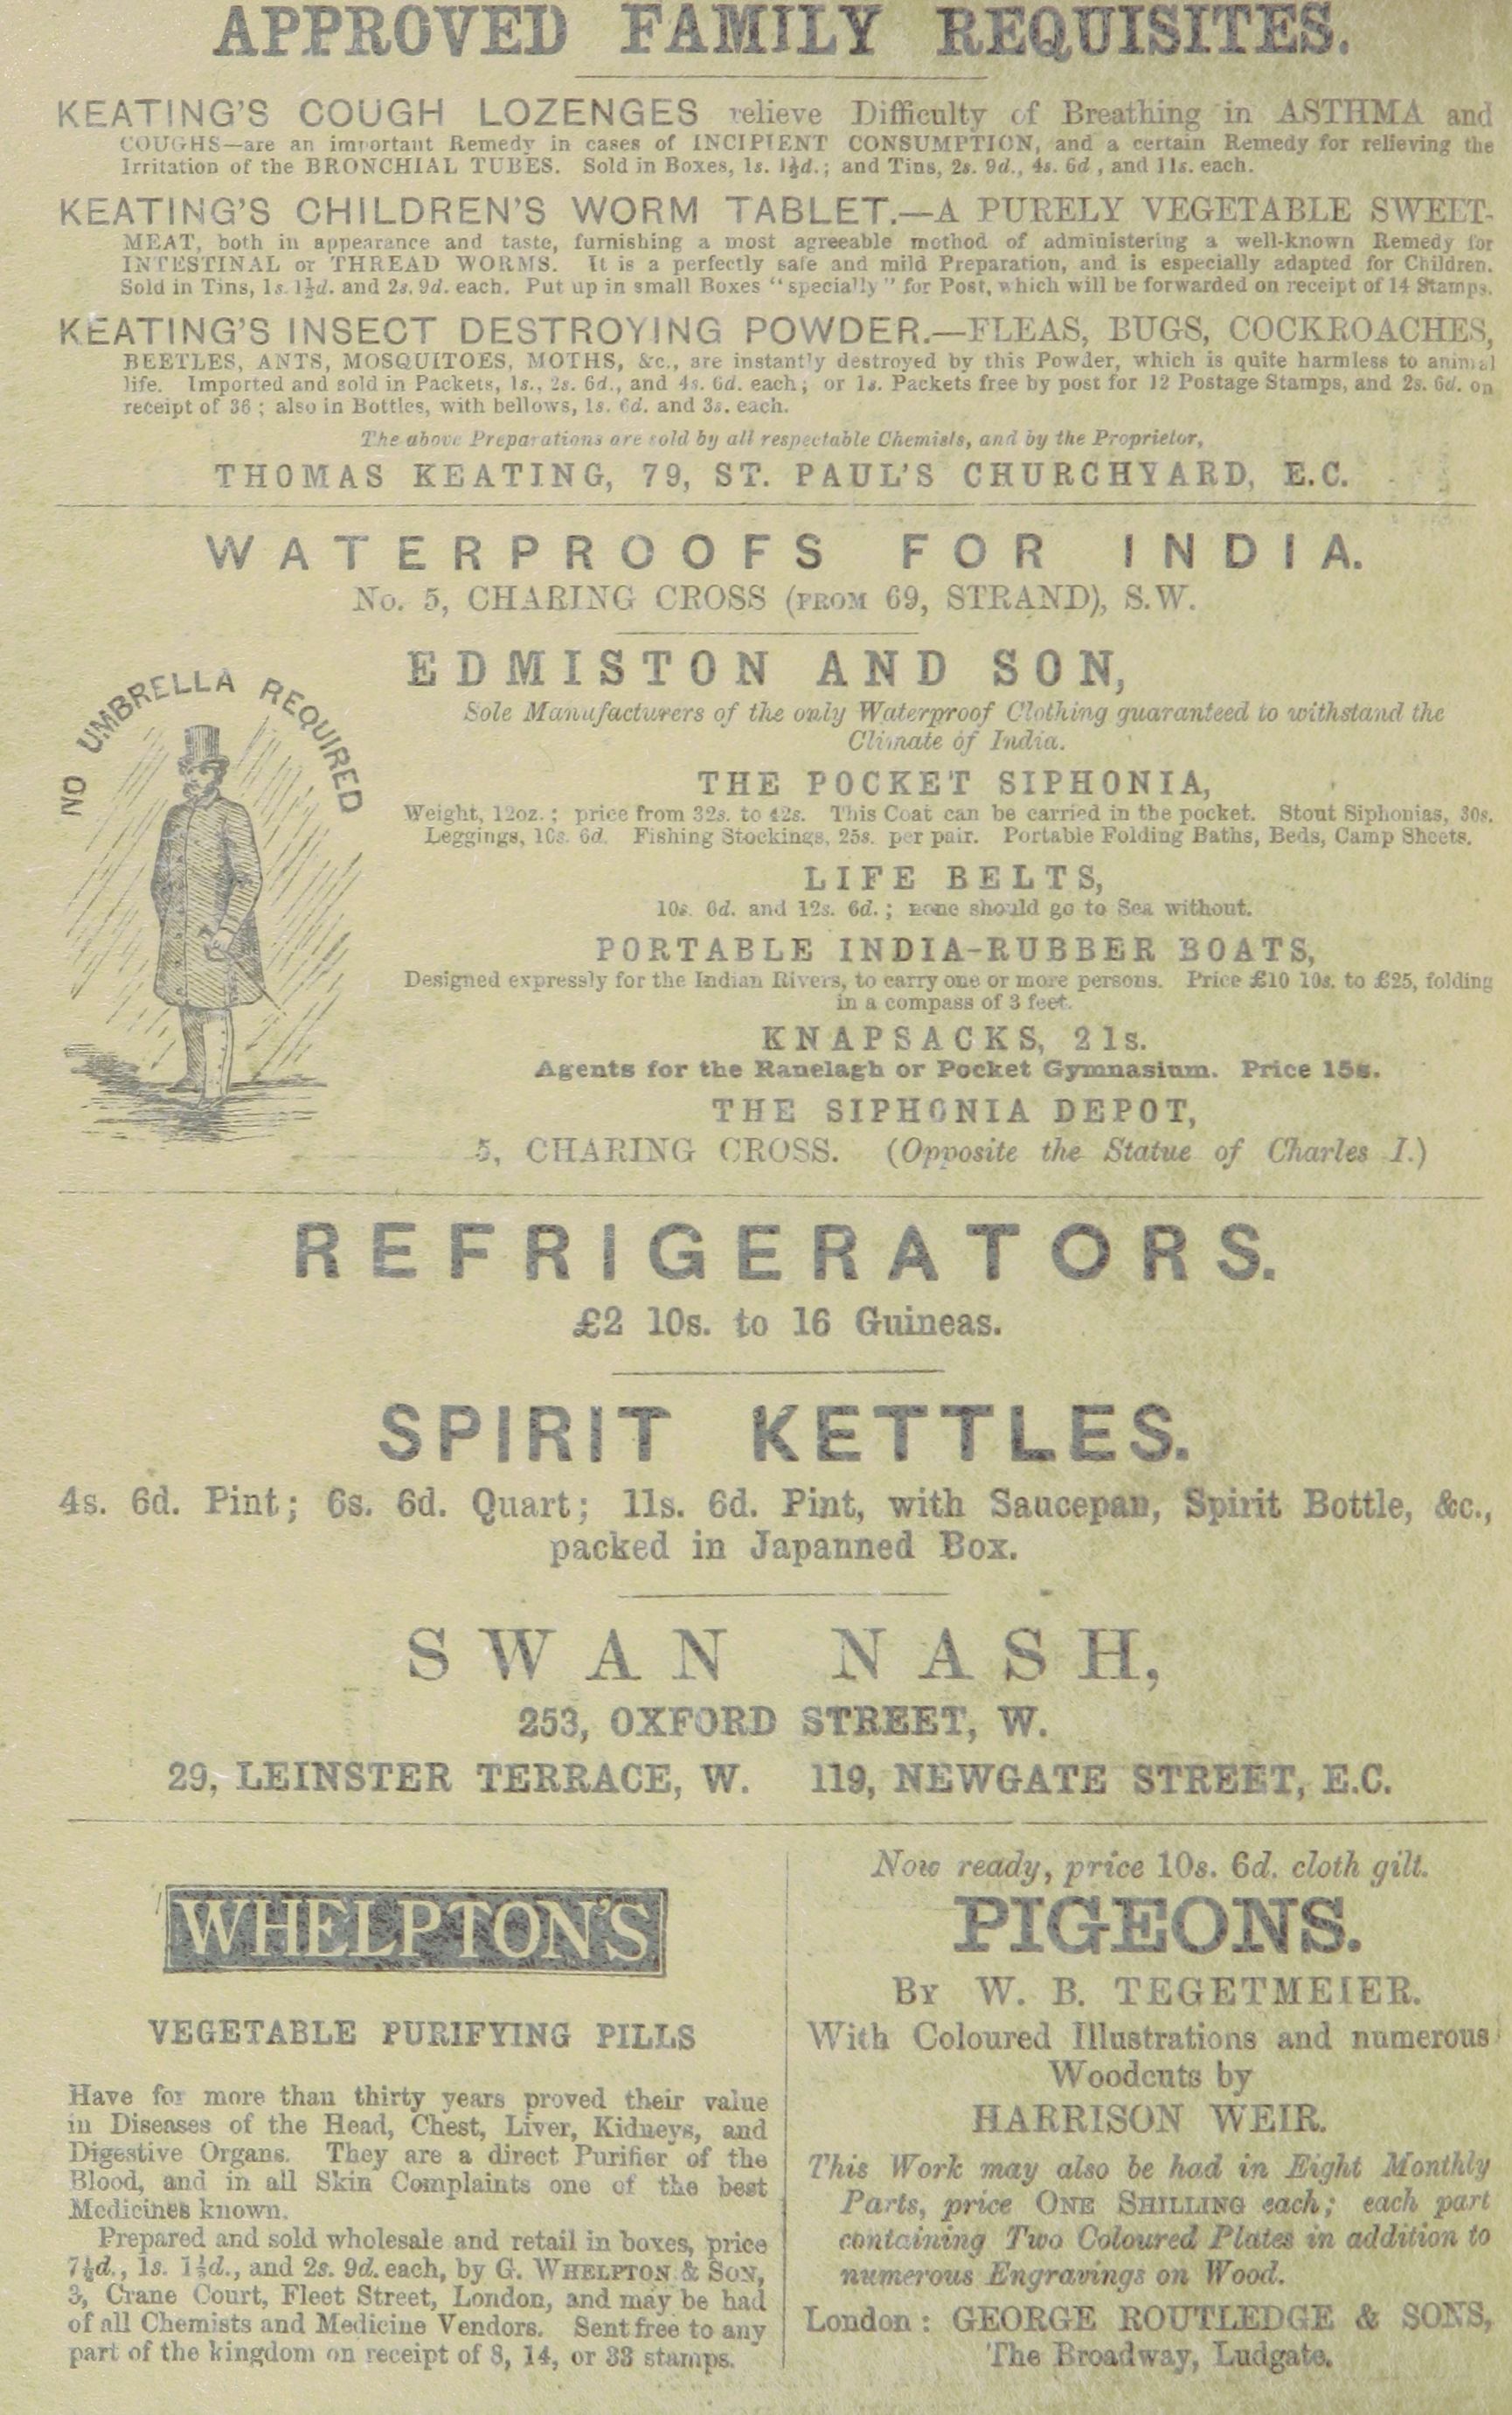 APPROVED FAMILY REQUISITES.
KEATING'S COUGH LOZENGES relieve Difficulty of Breathing in ASTHMA and
COUGHS—are an important Remedy in cases of INCIPIENT CONSUMPTION, and a certain Remedy for relieving the
Irritation of the BRONCHIAL TUBES. Sold in Boxes, 1s. 1½d.; and Tins, 2s. 9d., 4s. 6d, and 11s. each.
KEATING'S CHILDREN'S WORM TABLET.—A PURELY VEGETABLE SWEET-
MEAT, both in appearance and taste, furnishing a most agreeable method of administering a well-known Remedy for
INTESTINAL or THREAD WORMS. It is a perfectly safe and mild Preparation, and is especially adapted for Children.
Sold in Tins, 1s. 1½d. and 2s. 9d. each. Put up in small Boxes "specially" for Post, which will be forwarded on receipt of 14 Stamps.
KEATING'S INSECT DESTROYING POWDER.—FLEAS, BUGS, COCKROACHES,
BEETLES, ANTS, MOSQUITOES, MOTHS, &c., are instantly destroyed by this Powder, which is quite harmless to animal
life. Imported and sold in Packets, 1s., 2s. 6d., and 4s. 6d. each; or 1s. Packets free by post for 12 Postage Stamps, and 2s. 6d. on
receipt of 36; also in Bottles, with bellows, 1s. 6d. and 3s. each.
The above Preparations are sold by all respectable Chemists, and by the Proprietor,
THOMAS KEATING, 79, ST. PAUL'S CHURCHYARD, E.C.
WATERPROOFS FOR INDIA.
No. 5, CHARING CROSS (FROM 69, STRAND), S.W.
NO UMBRELLA REQUIRED
EDMISTON AND SON,
Sole Manufacturers of the only Waterproof Clothing guaranteed to withstand the
Climate of India.
THE POCKET SIPHONIA,
Weight, 12oz.; price from 32s. to 42s. This Coat can be carried in the pocket. Stout Siphonias, 30s.
Leggings, 10s. 6d. Fishing Stockings, 25s. per pair. Portable Folding Baths, Beds, Camp Sheets.
LIFE BELTS,
10s. 6d. and 12s. 6d.; none should go to Sea without.
PORTABLE INDIA-RUBBER BOATS,
Designed expressly for the Indian Rivers, to carry one or more persons. Price £10 10s. to £25, folding
in a compass of 3 feet.
KNAPSACKS, 21s.
Agents for the Ranelagh or Pocket Gymnasium. Price 15s.
THE SIPHONIA DEPOT,
5, CHARING CROSS. (Opposite the Statue of Charles I.)
REFRIGERATORS.
£2 10s. to 16 Guineas.
SPIRIT KETTLES.
4s. 6d. Pint; 6s. 6d. Quart; 11s. 6d. Pint, with Saucepan, Spirit Bottle, &c.,
packed in Japanned Box.
SWAN NASH,
253, OXFORD STREET, W.
29, LEINSTER TERRACE, W. 119, NEWGATE STREET, E.C.
WHELPTON'S
VEGETABLE PURIFYING PILLS
Have for more than thirty years proved their value
in Diseases of the Head, Chest, Liver, Kidneys, and
Digestive Organs. They are a direct Purifier of the
Blood, and in all Skin Complaints one of the best
Medicines known.
Prepared and sold wholesale and retail in boxes, price
7½d., 1s. 1½d., and 2s. 9d. each, by G. WHELPTON & SON,
3, Crane Court, Fleet Street, London, and may be had
of all Chemists and Medicine Vendors. Sent free to any
part of the kingdom on receipt of 8, 14, or 33 stamps.
Now ready, price 10s. 6d. cloth gilt.
PIGEONS.
BY W. B. TEGETMEIER.
With Coloured Illustrations and numerous
Woodcuts by
HARRISON WEIR.
This Work may also be had in Eight Monthly
Parts, price ONE SHILLING each; each part
containing Two Coloured Plates in addition to
numerous Engravings on Wood.
London: GEORGE ROUTLEDGE & SONS,
The Broadway, Ludgate.